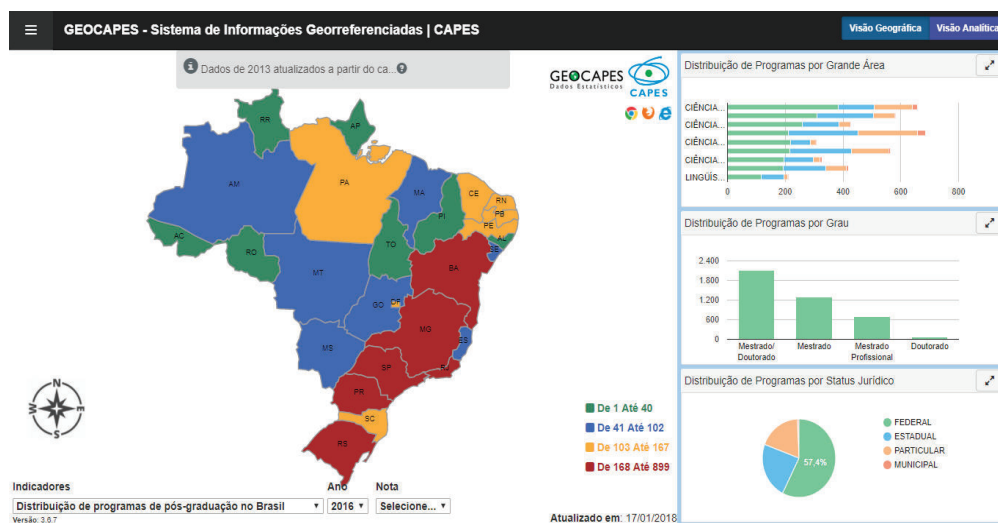 GEOCAPES - Sistema de Informações Georreferenciadas | CAPES
Visão Geográfica
Visão Analítica
Dados de 2013 atualizados a partir do ca...
GEOCAPES
Dados Estatísticos
CAPES
RR
AP
AM
PA
MA
CE
RN
PB
PE
PI
AL
SE
AC
RO
TO
BA
MT
GO
DF
MG
ES
MS
SP
RJ
PR
SC
RS
N
W
E
S
De 1 Até 40
De 41 Até 102
De 103 Até 167
De 168 Até 899
Indicadores
Ano
Nota
Distribuição de programas de pós-graduação no Brasil
2016
Selecione...
Versão: 3.6.7
Atualizado em: 17/01/2018
Distribuição de Programas por Grande Área
CIÊNCIA...
CIÊNCIA...
CIÊNCIA...
CIÊNCIA...
LINGÜÍS...
0 200 400 600 800
Distribuição de Programas por Grau
2.400
1.800
1.200
600
0
Mestrado/
Doutorado
Mestrado
Mestrado
Profissional
Doutorado
Distribuição de Programas por Status Jurídico
57,4%
FEDERAL
ESTADUAL
PARTICULAR
MUNICIPAL